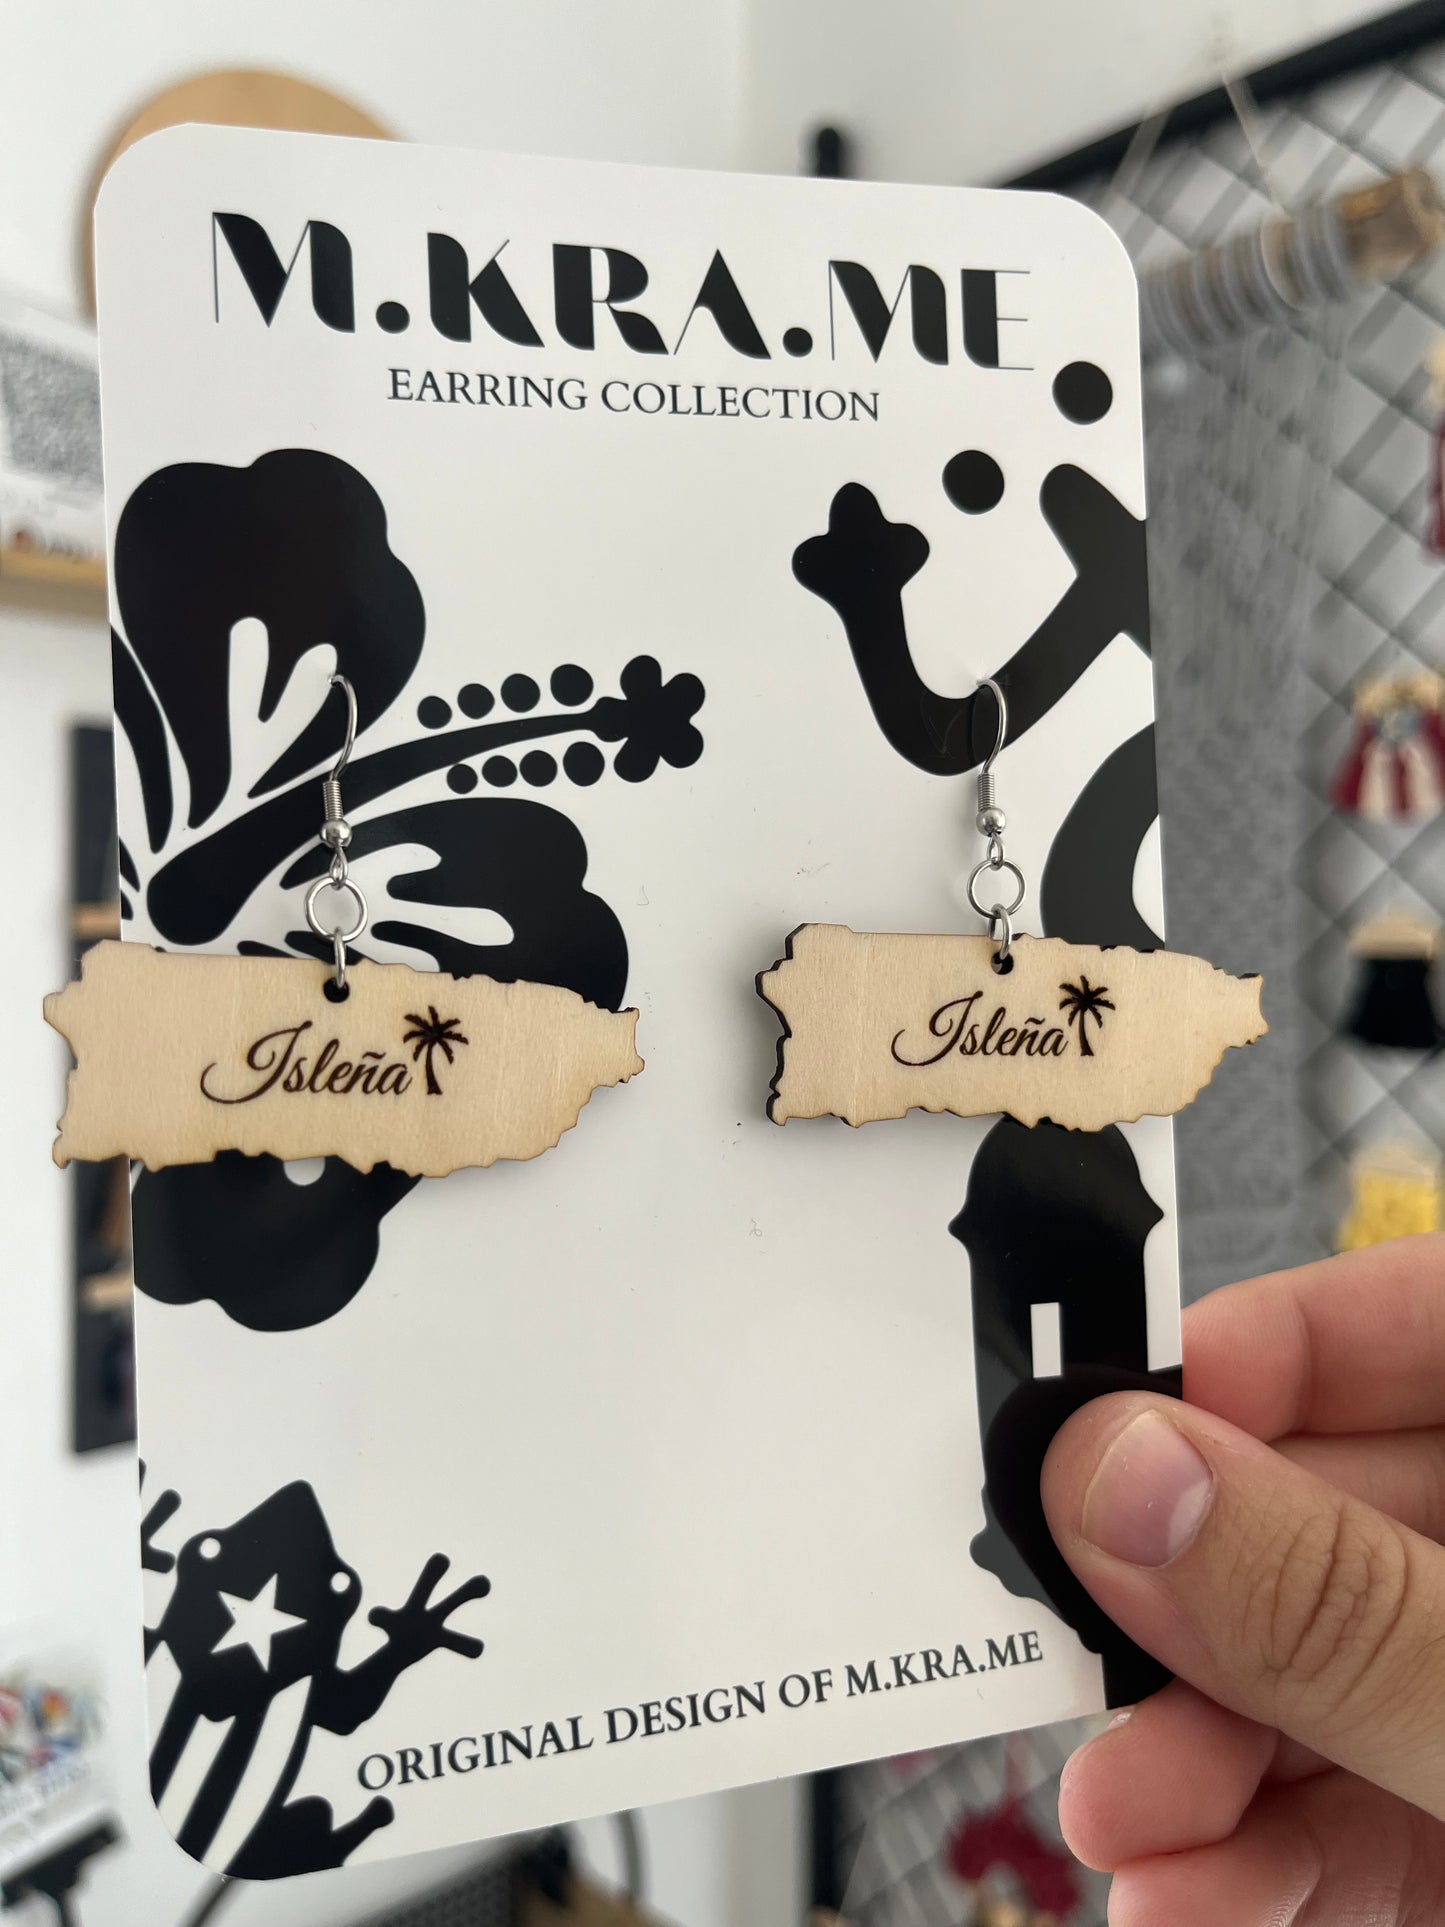 M.KRA.ME
EARRING COLLECTION
Isleña
Isleña
ORIGINAL DESIGN OF M.KRA.ME